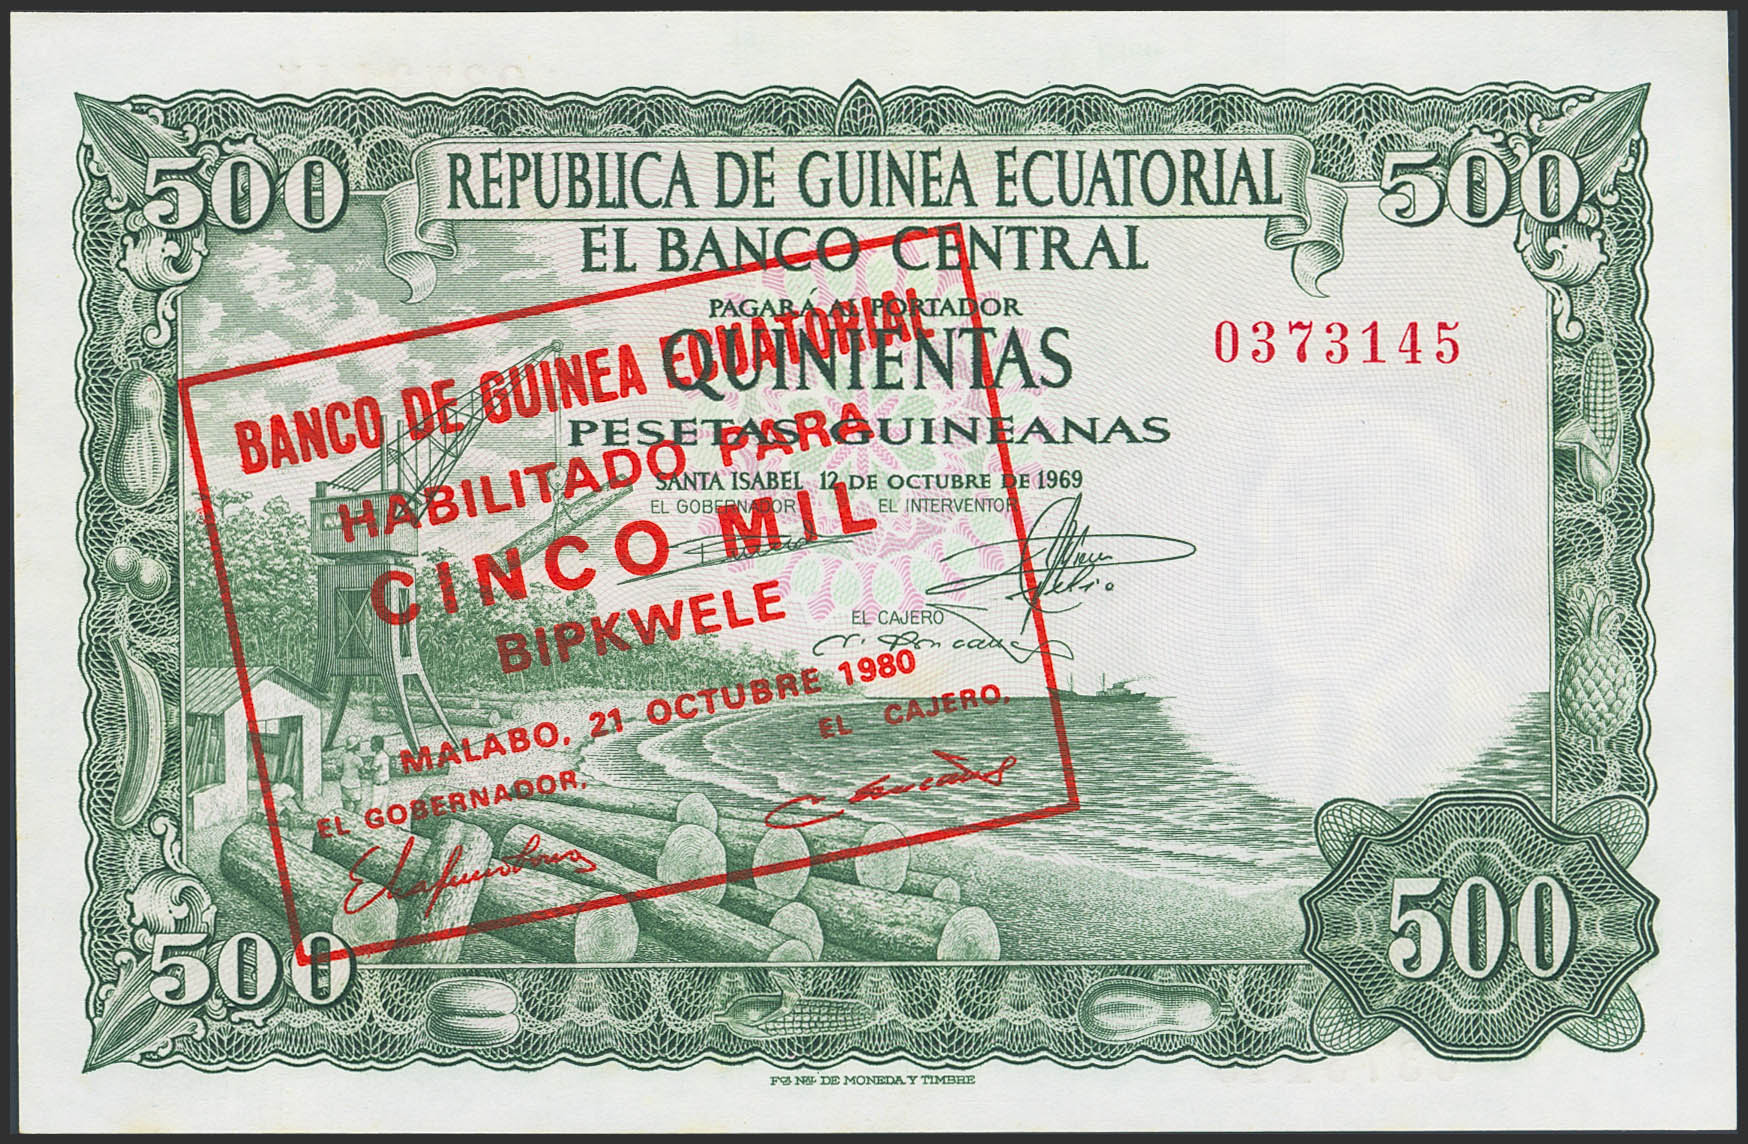 500
REPUBLICA DE GUINEA ECUATORIAL
500
EL BANCO CENTRAL
PAGARÁ AL PORTADOR
QUINIENTAS
0373145
PESETAS GUINEANAS
SANTA ISABEL 12 DE OCTUBRE DE 1969
EL GOBERNADOR
EL INTERVENTOR
EL CAJERO
BANCO DE GUINEA ECUATORIAL
HABILITADO PARA
CINCO MIL
BIPKWELE
MALABO, 21 OCTUBRE 1980
EL GOBERNADOR,
EL CAJERO,
500
500
Fca Nal DE MONEDA Y TIMBRE